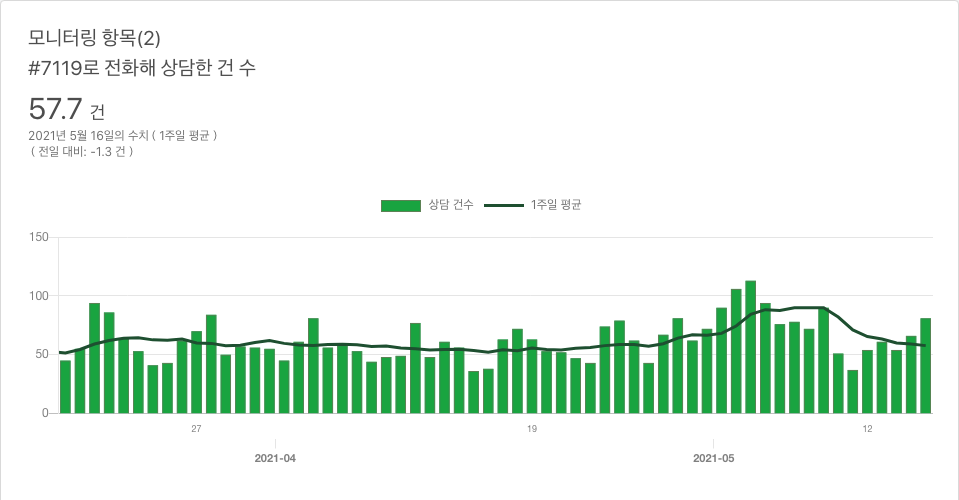 모니터링 항목(2)
#7119로 전화해 상담한 건 수
57.7 건
2021년 5월 16일의 수치 ( 1주일 평균 )
( 전일 대비: -1.3 건 )
상담 건수 1주일 평균
150
100
50
0
27 19 12
2021-04 2021-05